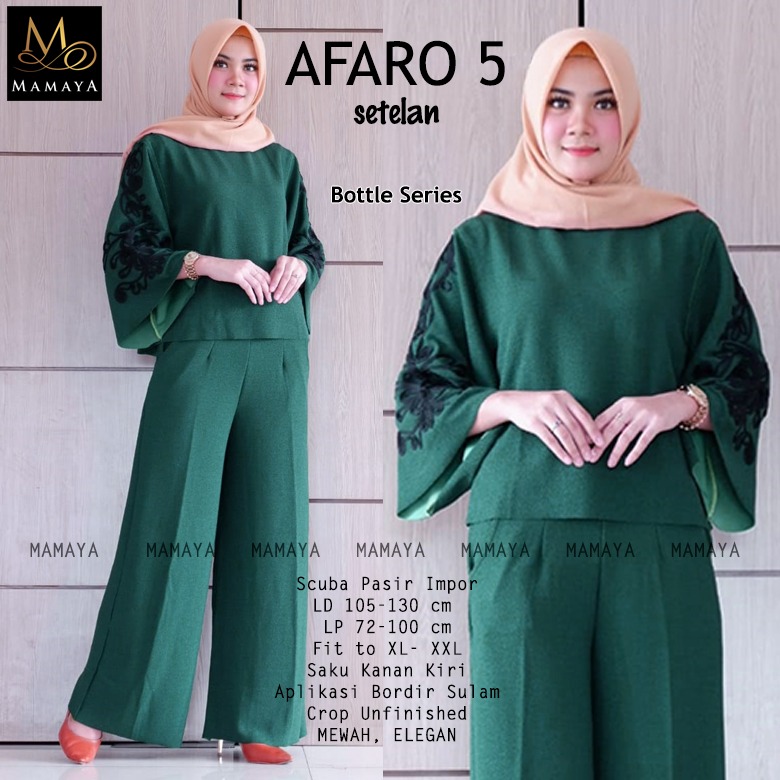 MAMAYA
AFARO 5
setelan
Bottle Series
MAMAYA MAMAYA MAMAYA MAMAYA MAMAYA MAMAYA MAMAYA
Scuba Pasir Impor
LD 105-130 cm
LP 72-100 cm
Fit to XL- XXL
Saku Kanan Kiri
Aplikasi Bordir Sulam
Crop Unfinished
MEWAH, ELEGAN